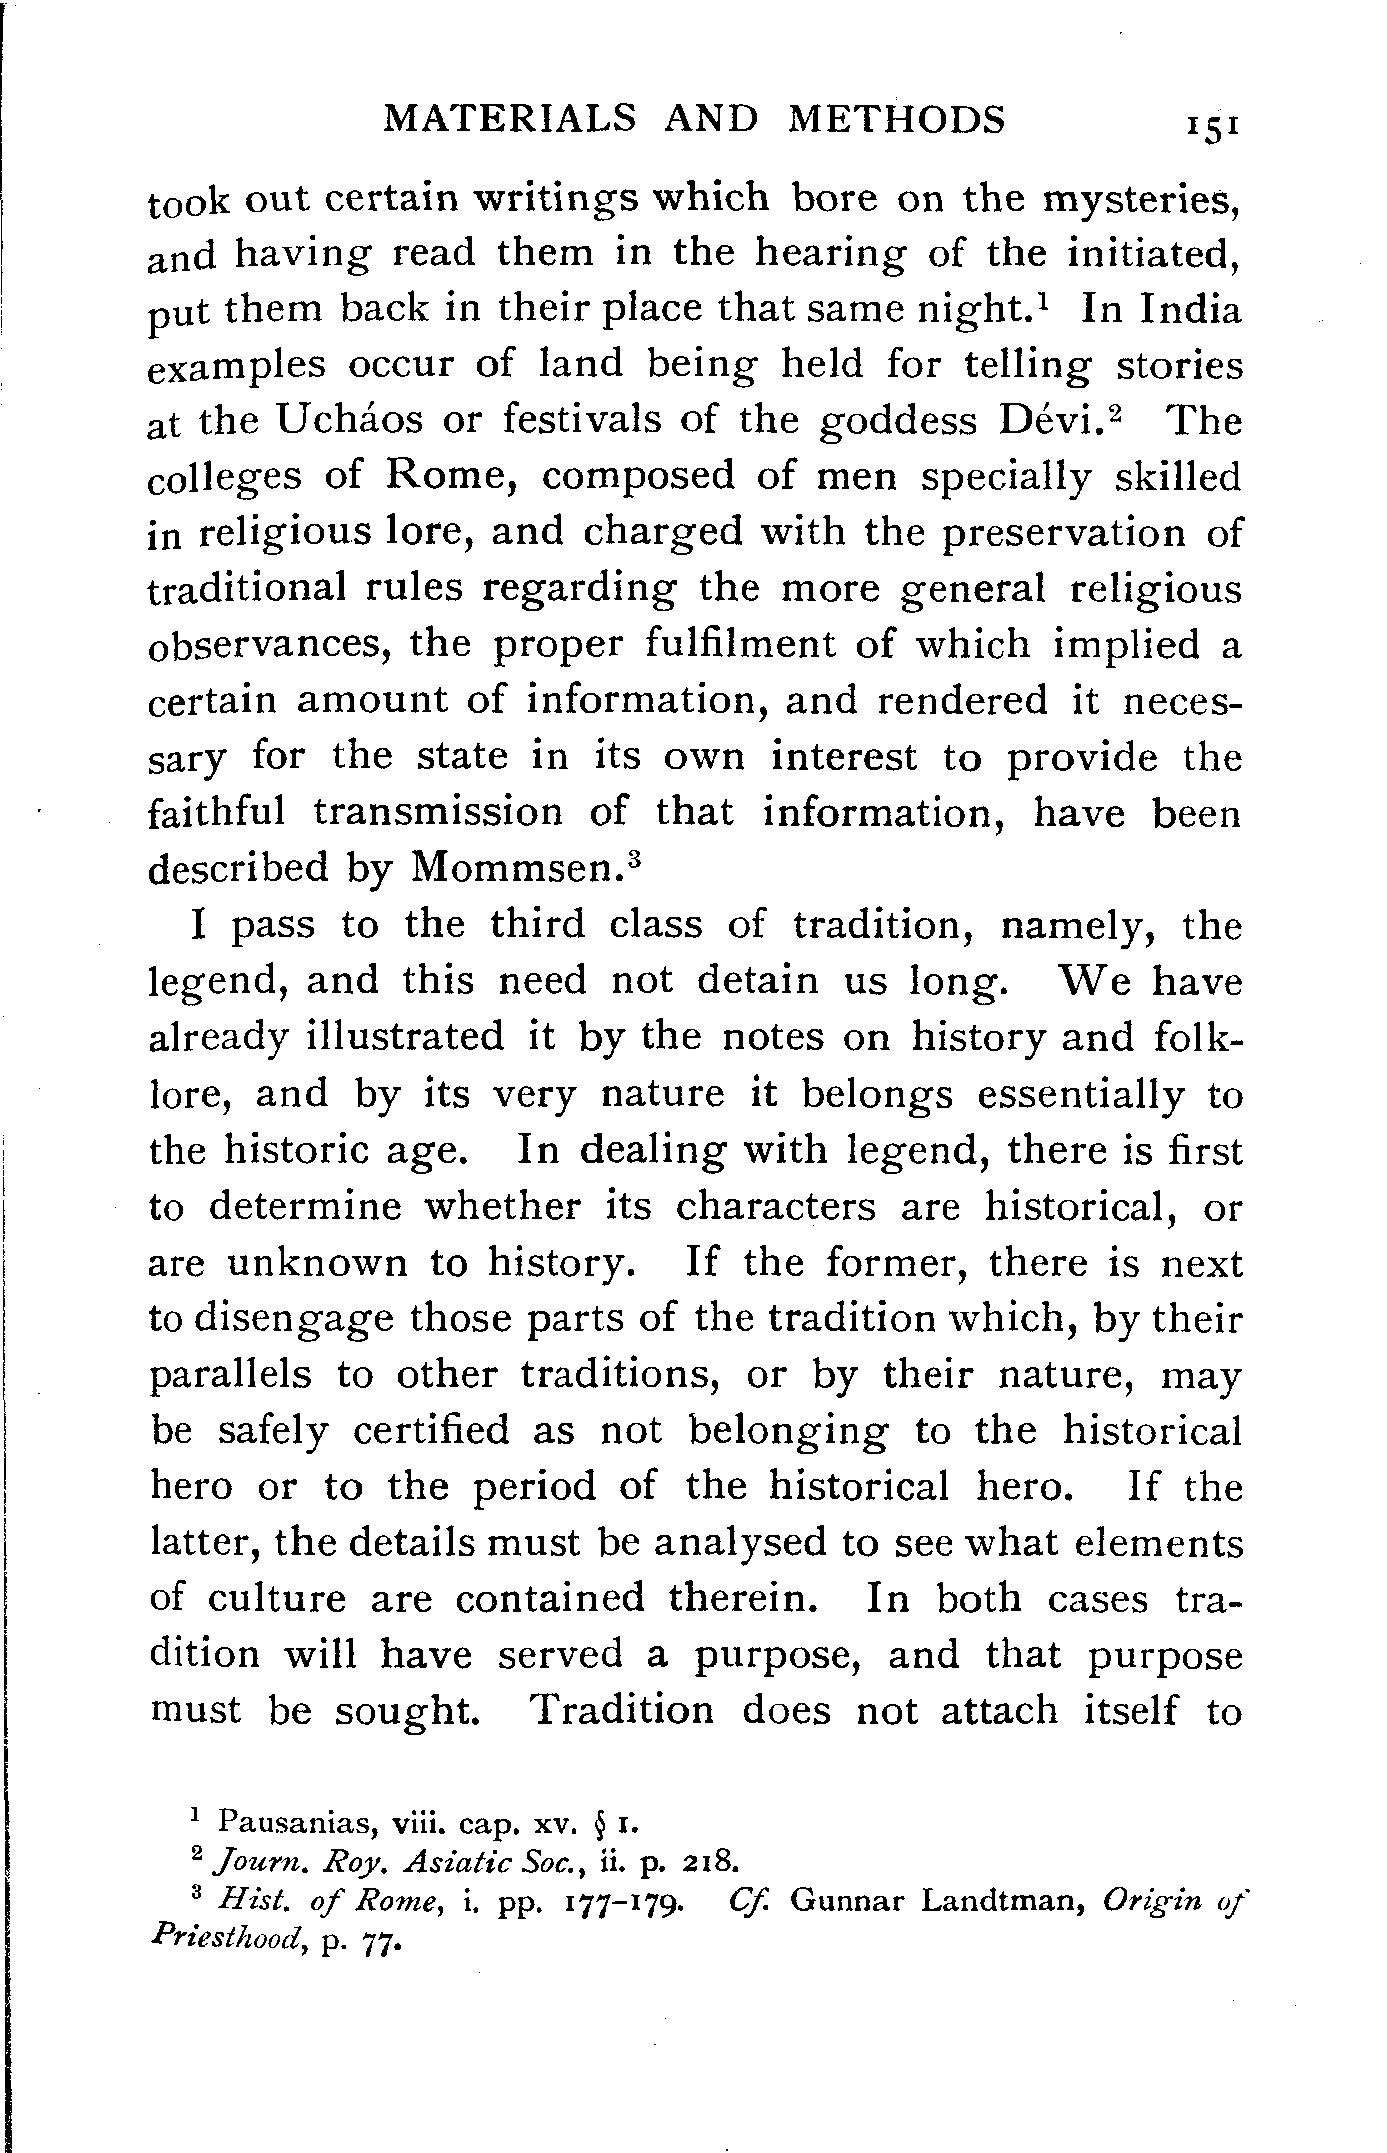 MATERIALS AND METHODS 151
took out certain writings which bore on the mysteries,
and having read them in the hearing of the initiated,
put them back in their place that same night.¹ In India
examples occur of land being held for telling stories
at the Ucháos or festivals of the goddess Dévi.² The
colleges of Rome, composed of men specially skilled
in religious lore, and charged with the preservation of
traditional rules regarding the more general religious
observances, the proper fulfilment of which implied a
certain amount of information, and rendered it neces-
sary for the state in its own interest to provide the
faithful transmission of that information, have been
described by Mommsen.³
I pass to the third class of tradition, namely, the
legend, and this need not detain us long. We have
already illustrated it by the notes on history and folk-
lore, and by its very nature it belongs essentially to
the historic age. In dealing with legend, there is first
to determine whether its characters are historical, or
are unknown to history. If the former, there is next
to disengage those parts of the tradition which, by their
parallels to other traditions, or by their nature, may
be safely certified as not belonging to the historical
hero or to the period of the historical hero. If the
latter, the details must be analysed to see what elements
of culture are contained therein. In both cases tra-
dition will have served a purpose, and that purpose
must be sought. Tradition does not attach itself to
¹ Pausanias, viii. cap. xv. § 1.
² Journ. Roy. Asiatic Soc., ii. p. 218.
³ Hist. of Rome, i. pp. 177–179. Cf. Gunnar Landtman, Origin of
Priesthood, p. 77.